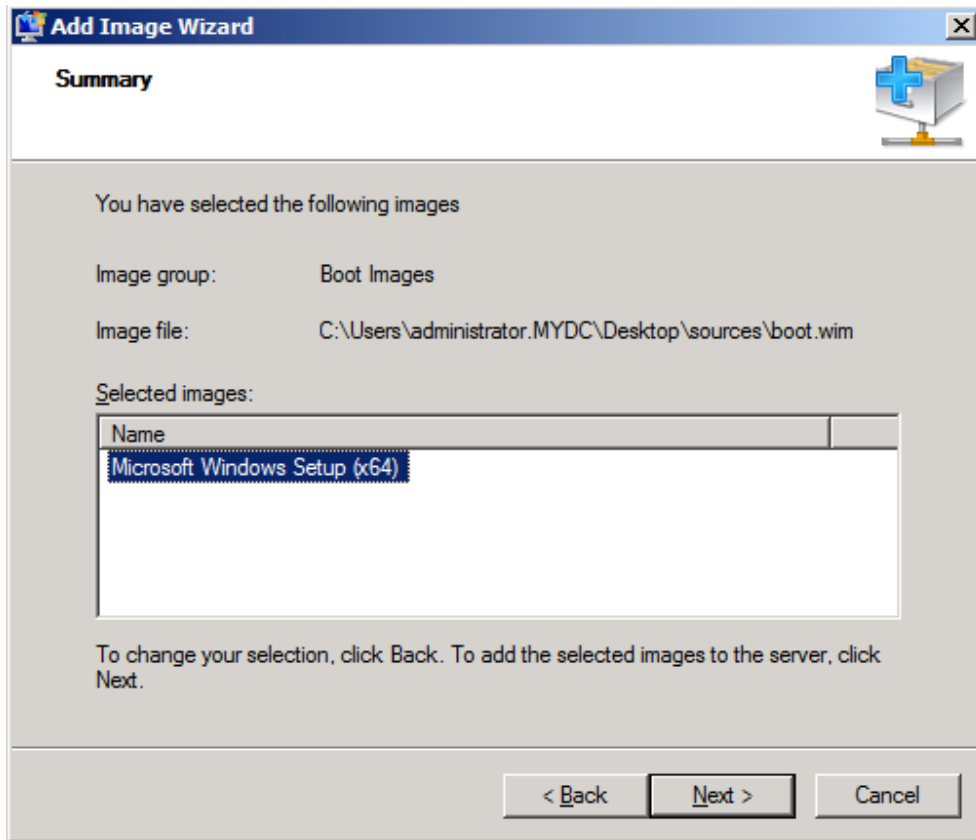 Add Image Wizard
Summary
You have selected the following images
Image group: Boot Images
Image file: C:\Users\administrator.MYDC\Desktop\sources\boot.wim
Selected images:
Name
Microsoft Windows Setup (x64)
To change your selection, click Back. To add the selected images to the server, click
Next.
< Back Next > Cancel